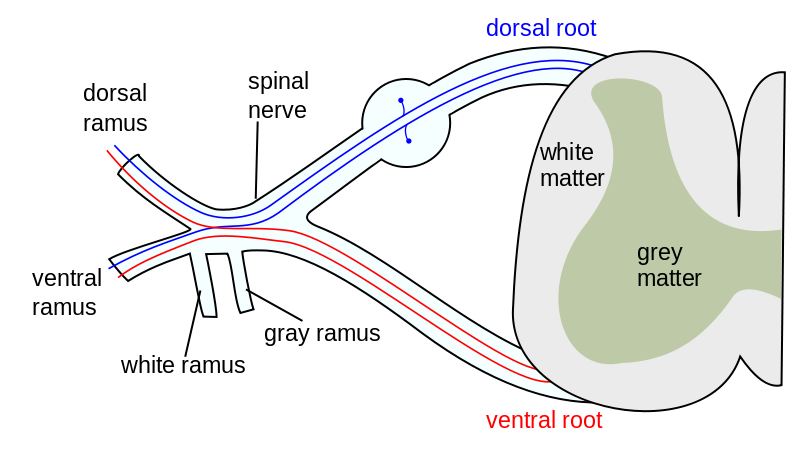 dorsal root
spinal
nerve
dorsal
ramus
white
matter
grey
matter
ventral
ramus
gray ramus
white ramus
ventral root